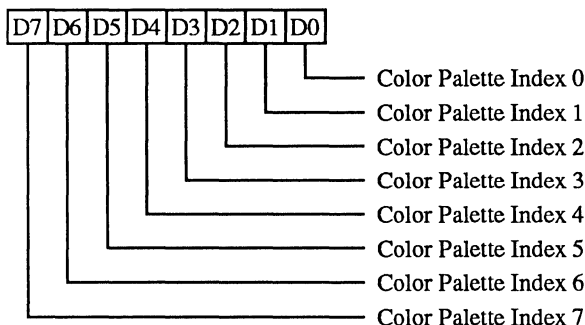 D7 D6 D5 D4 D3 D2 D1 D0
Color Palette Index 0
Color Palette Index 1
Color Palette Index 2
Color Palette Index 3
Color Palette Index 4
Color Palette Index 5
Color Palette Index 6
Color Palette Index 7